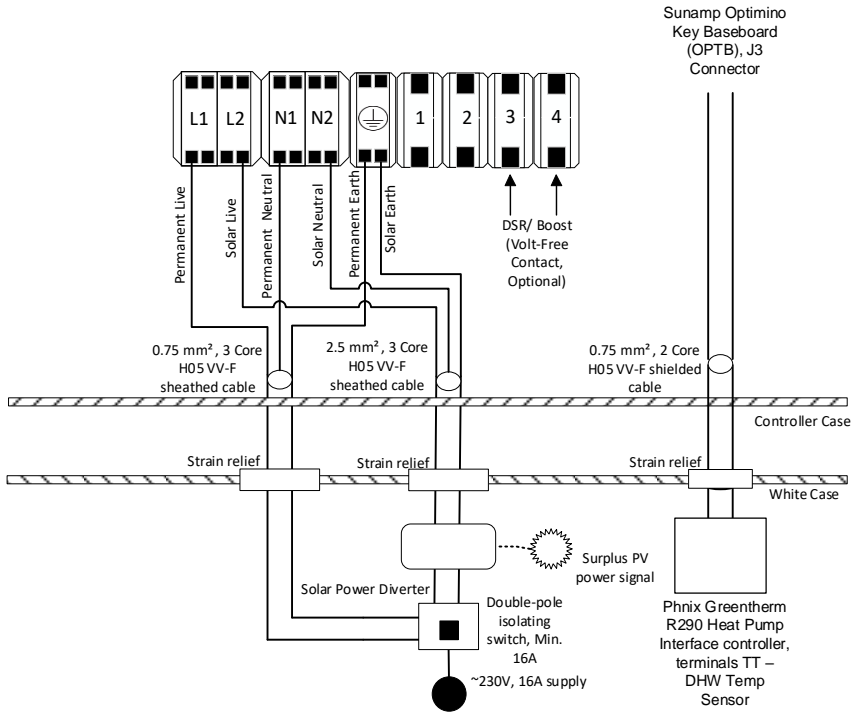 Sunamp Optimino
Key Baseboard
(OPTB), J3
Connector
L1
L2
N1
N2
1
2
3
4
Permanent Live
Solar Live
Permanent Neutral
Solar Neutral
Permanent Earth
Solar Earth
DSR/ Boost
(Volt-Free
Contact,
Optional)
0.75 mm², 3 Core
H05 VV-F
sheathed cable
2.5 mm², 3 Core
H05 VV-F
sheathed cable
0.75 mm², 2 Core
H05 VV-F shielded
cable
Controller Case
Strain relief
Strain relief
Strain relief
White Case
Surplus PV
power signal
Solar Power Diverter
Double-pole
isolating
switch, Min.
16A
~230V, 16A supply
Phnix Greentherm
R290 Heat Pump
Interface controller,
terminals TT –
DHW Temp
Sensor